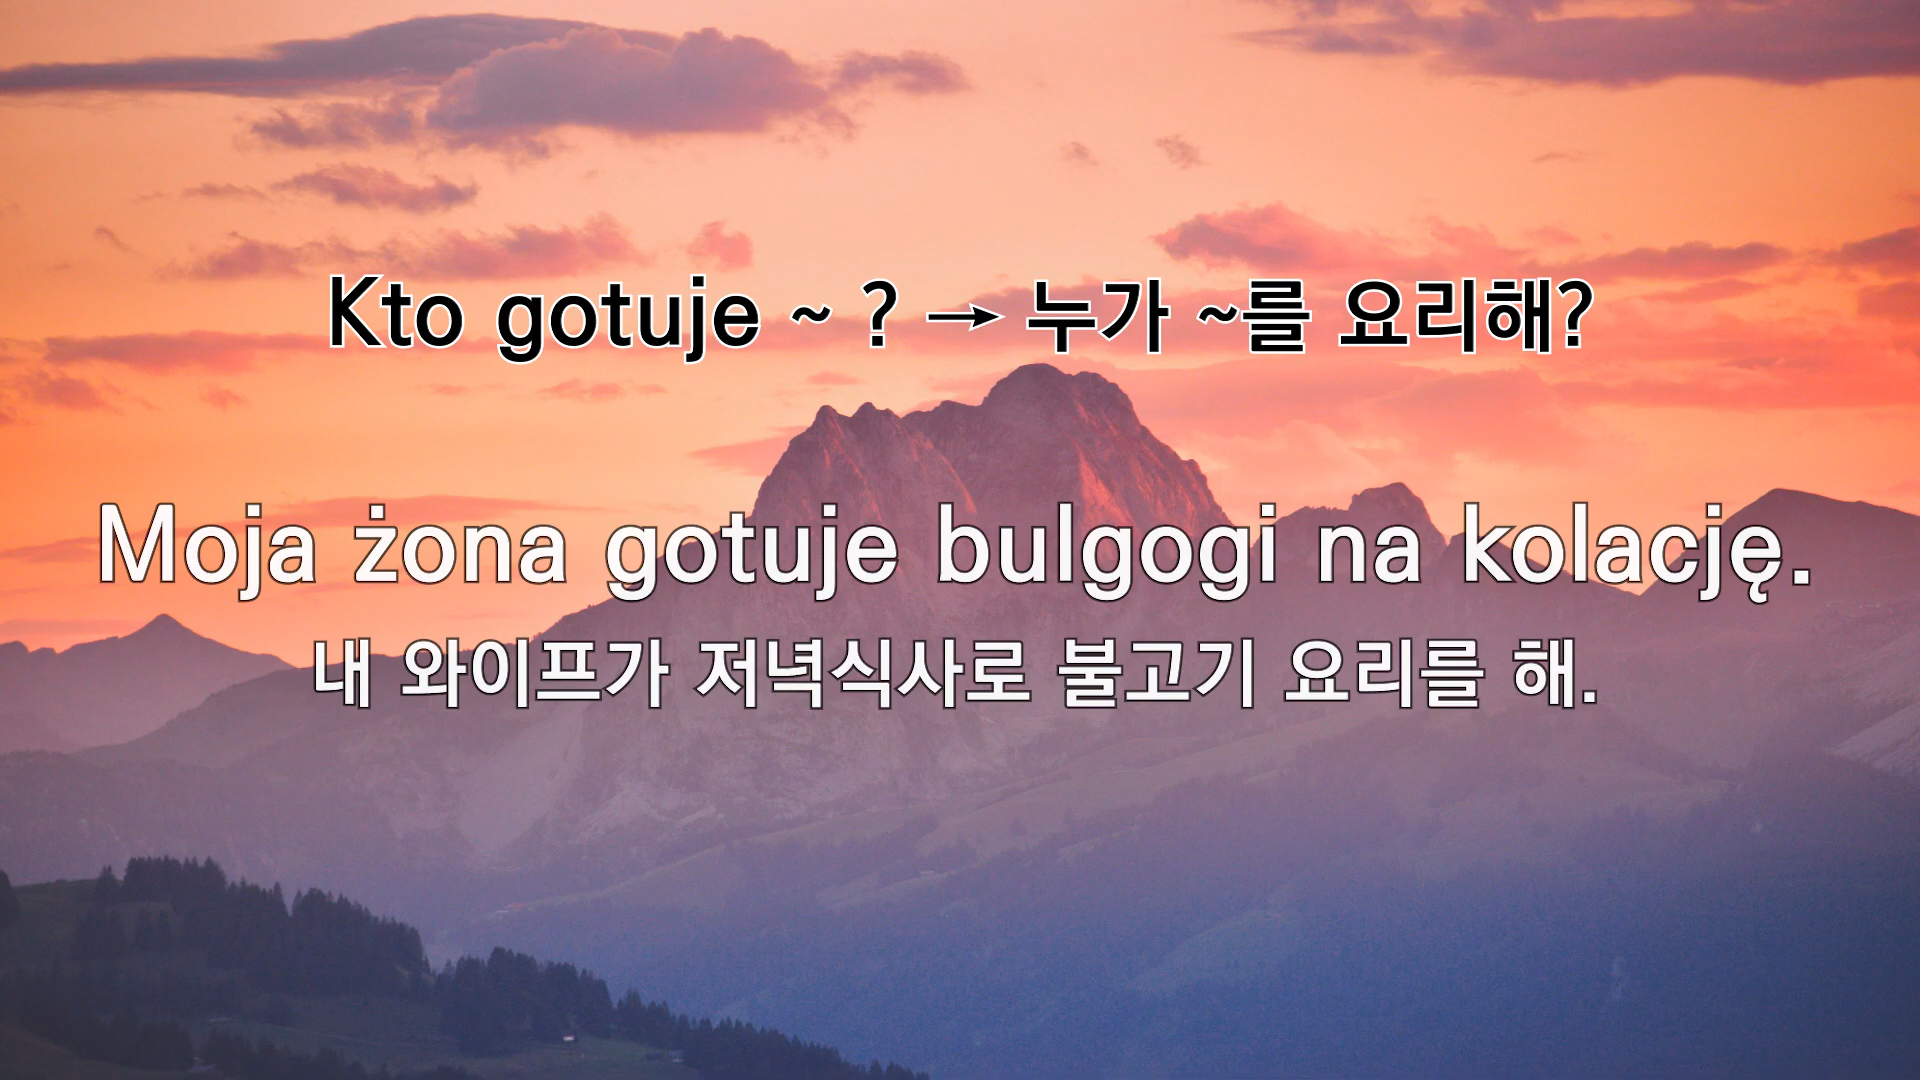 Kto gotuje ~ ? → 누가 ~를 요리해?
Moja żona gotuje bulgogi na kolację.
내 와이프가 저녁식사로 불고기 요리를 해.